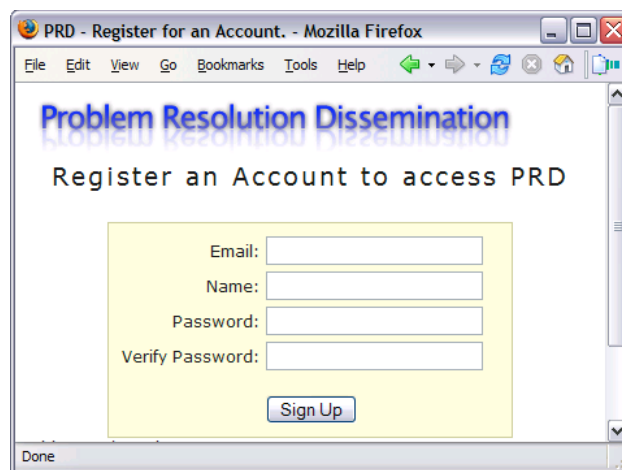 PRD - Register for an Account. - Mozilla Firefox
File Edit View Go Bookmarks Tools Help
Problem Resolution Dissemination
Register an Account to access PRD
Email:
Name:
Password:
Verify Password:
Sign Up
Done